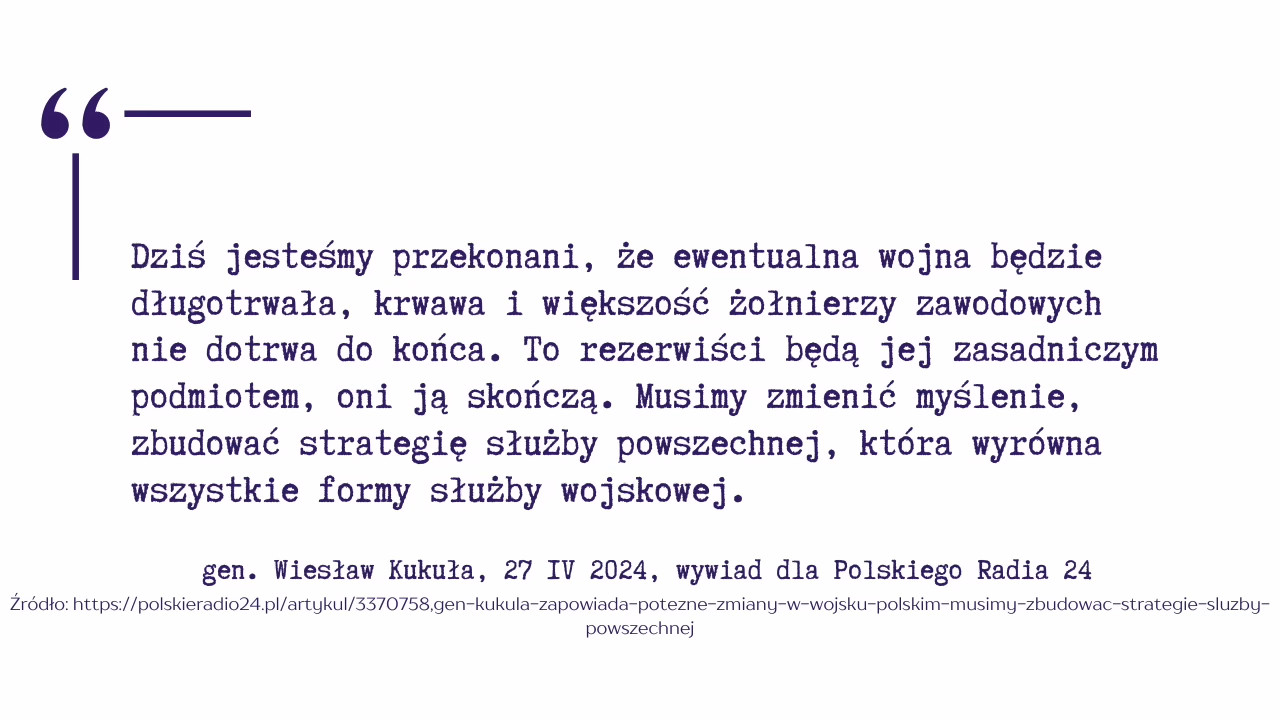 “
Dziś jesteśmy przekonani, że ewentualna wojna będzie
długotrwała, krwawa i większość żołnierzy zawodowych
nie dotrwa do końca. To rezerwiści będą jej zasadniczym
podmiotem, oni ją skończą. Musimy zmienić myślenie,
zbudować strategię służby powszechnej, która wyrówna
wszystkie formy służby wojskowej.
gen. Wiesław Kukuła, 27 IV 2024, wywiad dla Polskiego Radia 24
Źródło: https://polskieradio24.pl/artykul/3370758,gen-kukula-zapowiada-potezne-zmiany-w-wojsku-polskim-musimy-zbudowac-strategie-sluzby-
powszechnej